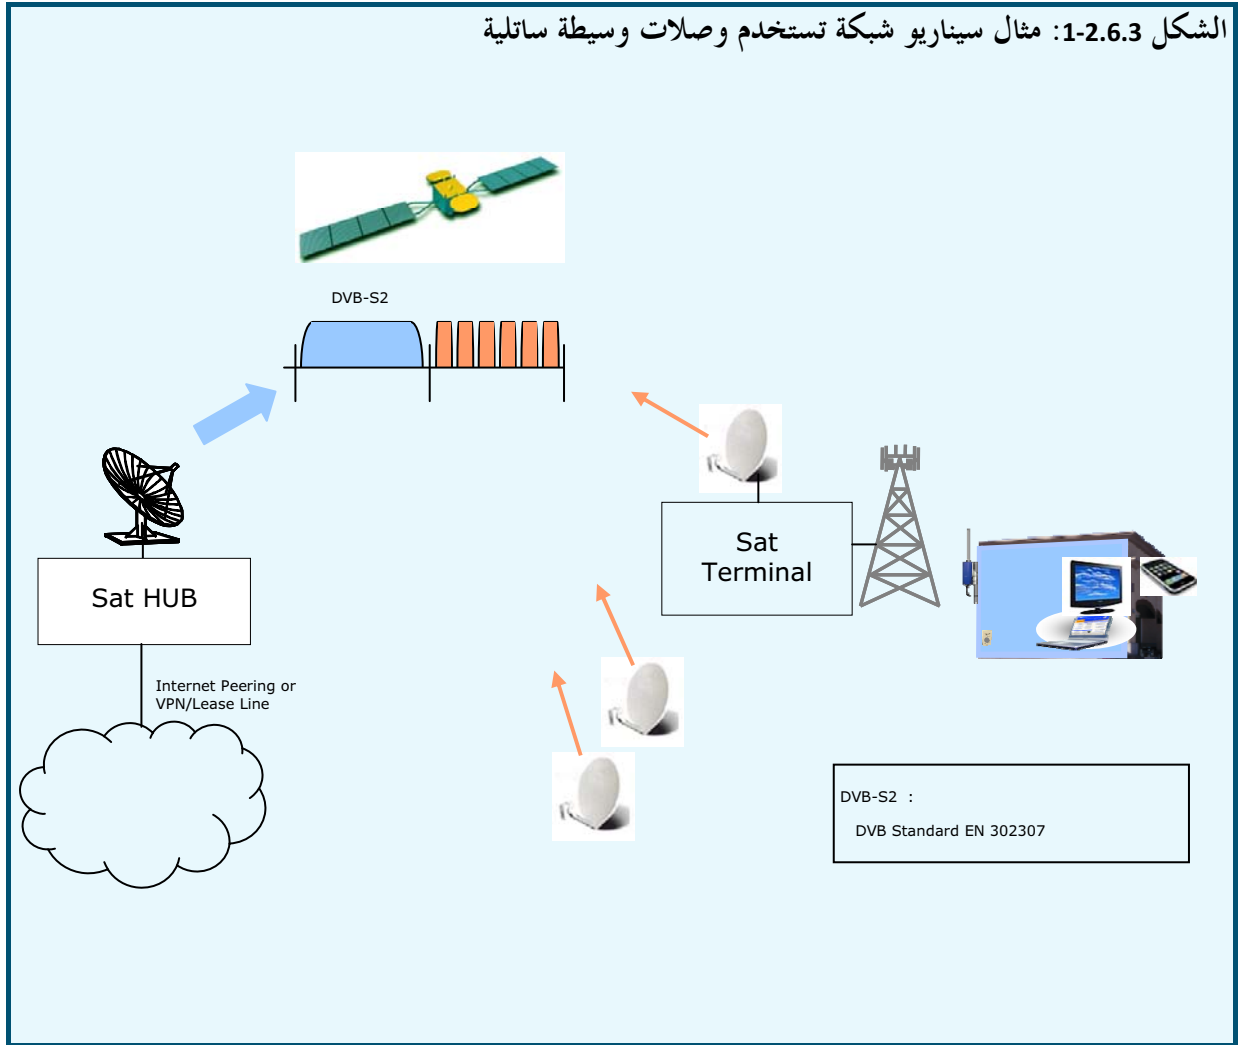 الشكل 1-2.6.3: مثال سيناريو شبكة تستخدم وصلات وسيطة ساتلية
DVB-S2
Sat
Terminal
Sat HUB
Internet Peering or
VPN/Lease Line
DVB-S2 :
DVB Standard EN 302307